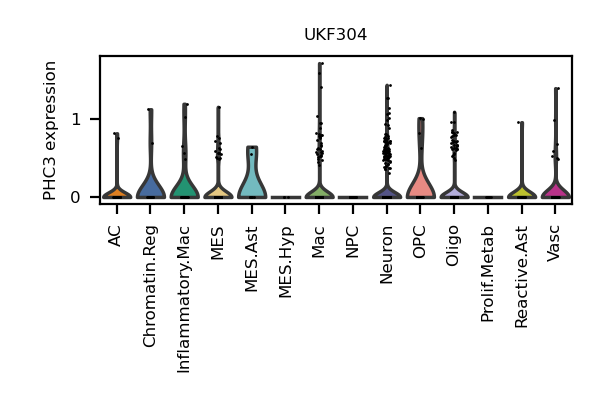 UKF304
PHC3 expression
1
0
AC
Chromatin.Reg
Inflammatory.Mac
MES
MES.Ast
MES.Hyp
Mac
NPC
Neuron
OPC
Oligo
Prolif.Metab
Reactive.Ast
Vasc